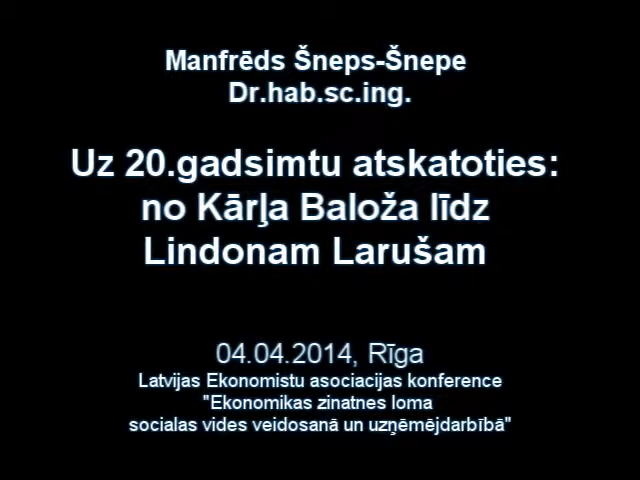 Manfrēds Šneps-Šnepe
Dr.hab.sc.ing.
Uz 20.gadsimtu atskatoties:
no Kārļa Baloža līdz
Lindonam Larušam
04.04.2014, Rīga
Latvijas Ekonomistu asociacijas konference
"Ekonomikas zinatnes loma
socialas vides veidosanā un uzņēmējdarbībā"